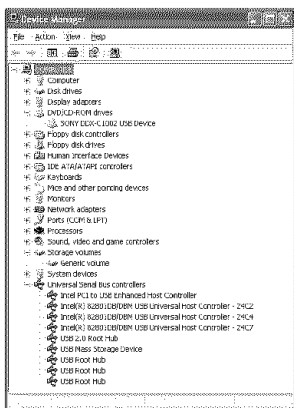 Device Manager
File Action View Help
Computer
Disk drives
Display adapters
DVD/CD-ROM drives
SONY DDX-C1002 USB Device
Floppy disk controllers
Floppy disk drives
Human Interface Devices
IDE ATA/ATAPI controllers
Keyboards
Mice and other pointing devices
Monitors
Network adapters
Ports (COM & LPT)
Processors
Sound, video and game controllers
Storage volumes
Generic volume
System devices
Universal Serial Bus controllers
Intel PCI to USB Enhanced Host Controller
Intel(R) 82801DB/DBM USB Universal Host Controller - 24C2
Intel(R) 82801DB/DBM USB Universal Host Controller - 24C4
Intel(R) 82801DB/DBM USB Universal Host Controller - 24C7
USB 2.0 Root Hub
USB Mass Storage Device
USB Root Hub
USB Root Hub
USB Root Hub